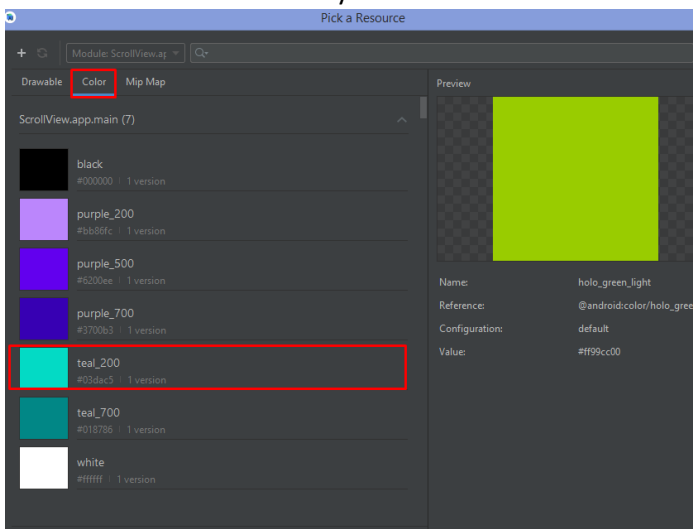 Pick a Resource
Module: ScrollView.ap
Drawable Color Mip Map
Preview
ScrollView.app.main (7)
black
#000000 | 1 version
purple_200
#bb86fc | 1 version
purple_500
#6200ee | 1 version
purple_700
#3700b3 | 1 version
teal_200
#03dac5 | 1 version
teal_700
#018786 | 1 version
white
#ffffff | 1 version
Name: holo_green_light
Reference: @android:color/holo_gree
Configuration: default
Value: #ff99cc00